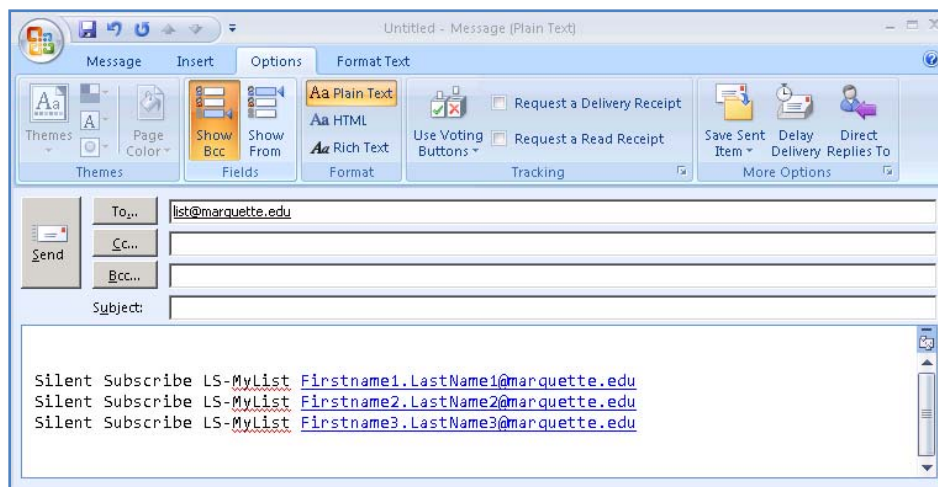 Untitled - Message (Plain Text)
Message Insert Options Format Text
Aa
Themes
A
Page Color
Themes
Show Bcc
Show From
Fields
Aa Plain Text
Aa HTML
Aa Rich Text
Format
Use Voting Buttons
Request a Delivery Receipt
Request a Read Receipt
Tracking
Save Sent Item
Delay Delivery
Direct Replies To
More Options
Send
To... list@marquette.edu
Cc...
Bcc...
Subject:
Silent Subscribe LS-MyList Firstname1.LastName1@marquette.edu
Silent Subscribe LS-MyList Firstname2.LastName2@marquette.edu
Silent Subscribe LS-MyList Firstname3.LastName3@marquette.edu